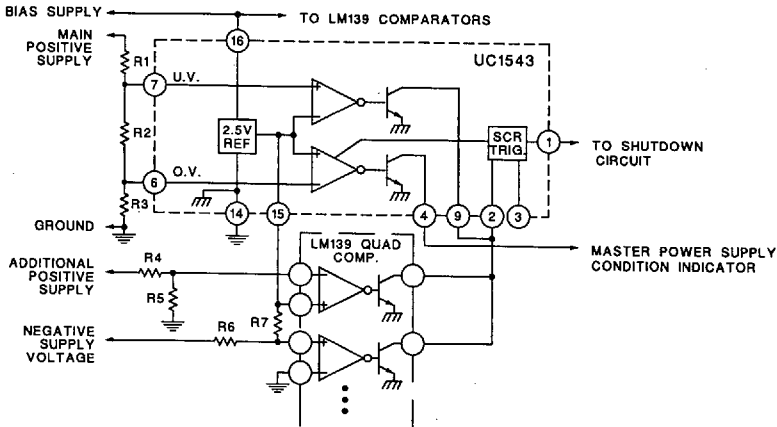 BIAS SUPPLY
TO LM139 COMPARATORS
MAIN
POSITIVE
SUPPLY
16
UC1543
R1
7
U.V.
R2
2.5V
REF
SCR
TRIG.
1
TO SHUTDOWN
CIRCUIT
6
O.V.
R3
GROUND
14
15
4
9
2
3
LM139 QUAD
COMP.
MASTER POWER SUPPLY
CONDITION INDICATOR
ADDITIONAL
POSITIVE
SUPPLY
R4
R5
R7
NEGATIVE
SUPPLY
VOLTAGE
R6